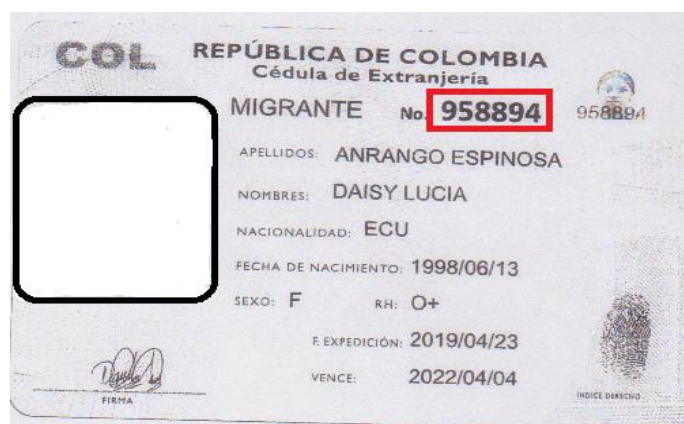 COL REPÚBLICA DE COLOMBIA
Cédula de Extranjería
MIGRANTE No. 958894 958894
APELLIDOS: ANRANGO ESPINOSA
NOMBRES: DAISY LUCIA
NACIONALIDAD: ECU
FECHA DE NACIMIENTO: 1998/06/13
SEXO: F RH: O+
F. EXPEDICIÓN: 2019/04/23
VENCE: 2022/04/04
FIRMA
INDICE DERECHO